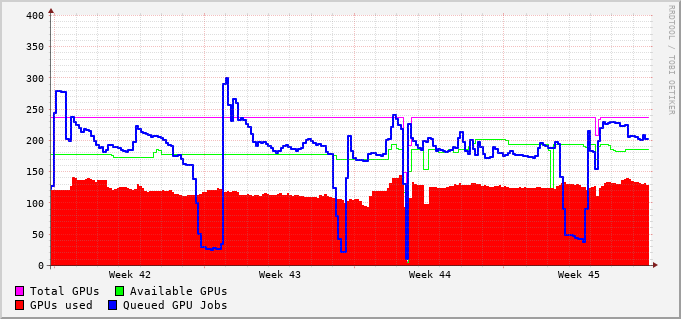 400
350
300
250
200
150
100
50
0
Week 42 Week 43 Week 44 Week 45
Total GPUs Available GPUs
GPUs used Queued GPU Jobs
RRDTOOL / TOBI OETIKER